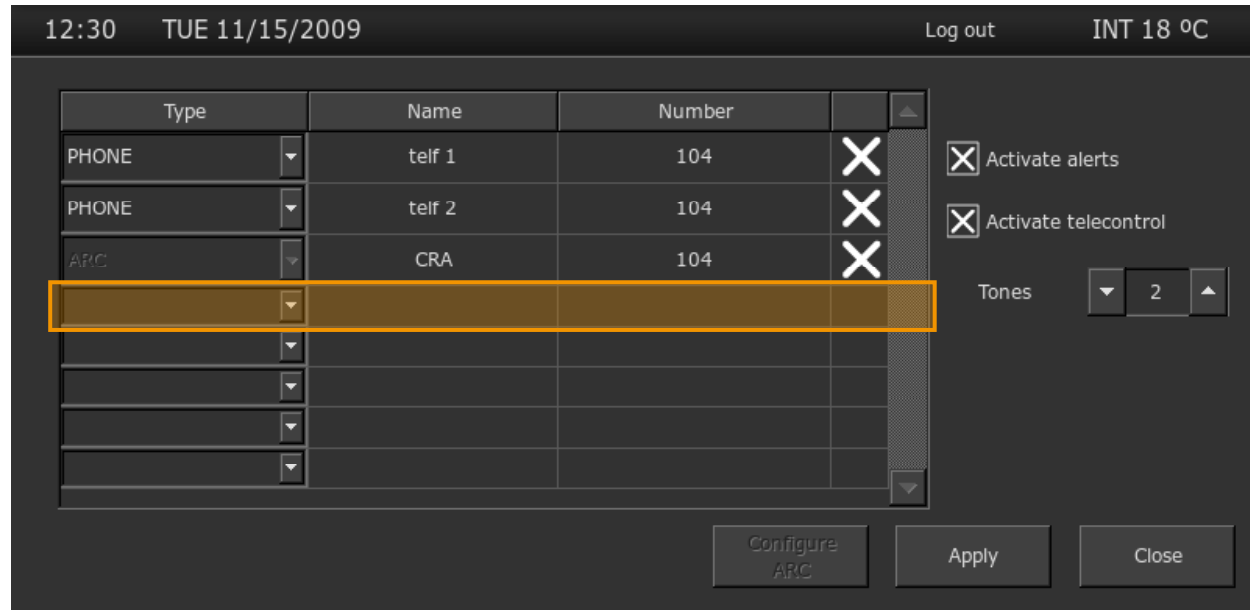 12:30 TUE 11/15/2009 Log out INT 18 ºC
Type Name Number
PHONE telf 1 104
Activate alerts
PHONE telf 2 104
Activate telecontrol
ARC CRA 104
Tones 2
Configure
ARC
Apply Close